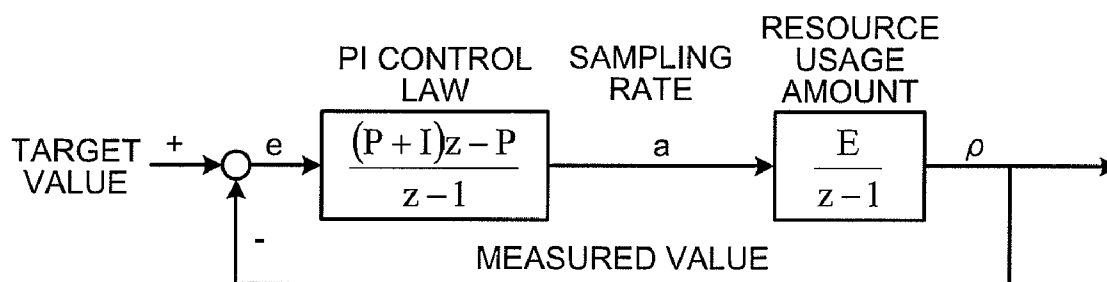 RESOURCE
USAGE
AMOUNT
PI CONTROL
LAW
SAMPLING
RATE
TARGET
VALUE
+
e
(P + I)z − P
z − 1
a
E
z − 1
ρ
-
MEASURED VALUE